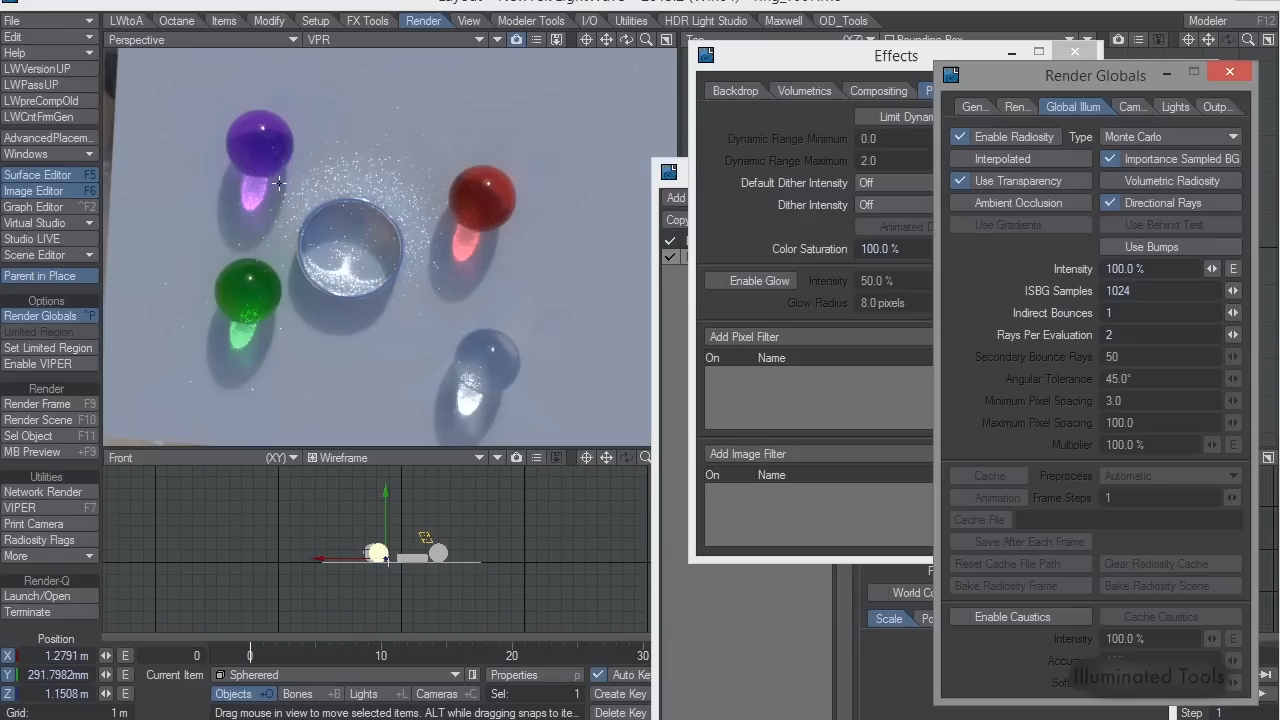 LWtoA Octane Items Modify Setup FX Tools Render View Modeler Tools I/O Utilities HDR Light Studio Maxwell OD_Tools Modeler F12
File
Edit
Help
LWVersionUP
LWPassUP
LWpreCompOld
LWCntFrmGen
AdvancedPlacem...
Windows
Surface Editor F5
Image Editor F6
Graph Editor ^F2
Virtual Studio
Studio LIVE
Scene Editor
Parent in Place
Options
Render Globals ^P
Limited Region
Set Limited Region
Enable VIPER
Render
Render Frame F9
Render Scene F10
Sel Object F11
MB Preview +F9
Utilities
Network Render
VIPER F7
Print Camera
Radiosity Flags
More
Render-Q
Launch/Open
Terminate
Position
X 1.2791 m E
Y 291.7982mm E
Z 1.1508 m E
Grid: 1 m
Perspective VPR
Front (XY) Wireframe
0 0 10 20 30
Current Item Spherered Properties p Auto Ke
Objects +O Bones +B Lights +L Cameras +C Sel: 1 Create Key
Drag mouse in view to move selected items. ALT while dragging snaps to ite... Delete Key
Add
Copy
Effects
Backdrop Volumetrics Compositing P
Limit Dynam
Dynamic Range Minimum 0.0
Dynamic Range Maximum 2.0
Default Dither Intensity Off
Dither Intensity Off
Animated D
Color Saturation 100.0 %
Enable Glow Intensity 50.0 %
Glow Radius 8.0 pixels
Add Pixel Filter
On Name
Add Image Filter
On Name
World Co
Scale Po
Render Globals
Gen... Ren... Global Illum Cam... Lights Outp...
Enable Radiosity Type Monte Carlo
Interpolated Importance Sampled BG
Use Transparency Volumetric Radiosity
Ambient Occlusion Directional Rays
Use Gradients Use Behind Test
Use Bumps
Intensity 100.0 % E
ISBG Samples 1024
Indirect Bounces 1
Rays Per Evaluation 2
Secondary Bounce Rays 50
Angular Tolerance 45.0°
Minimum Pixel Spacing 3.0
Maximum Pixel Spacing 100.0
Multiplier 100.0 % E
Cache Preprocess Automatic
Animation Frame Steps 1
Cache File
Save After Each Frame
Reset Cache File Path Clear Radiosity Cache
Bake Radiosity Frame Bake Radiosity Scene
Enable Caustics Cache Caustics
Intensity 100.0 % E
Illuminated Tools
Step 1